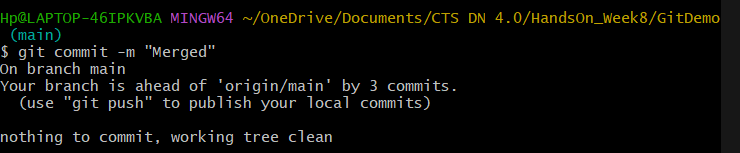 Hp@LAPTOP-46IPKVBA MINGW64 ~/OneDrive/Documents/CTS DN 4.0/HandsOn_Week8/GitDemo
(main)
$ git commit -m "Merged"
On branch main
Your branch is ahead of 'origin/main' by 3 commits.
  (use "git push" to publish your local commits)

nothing to commit, working tree clean